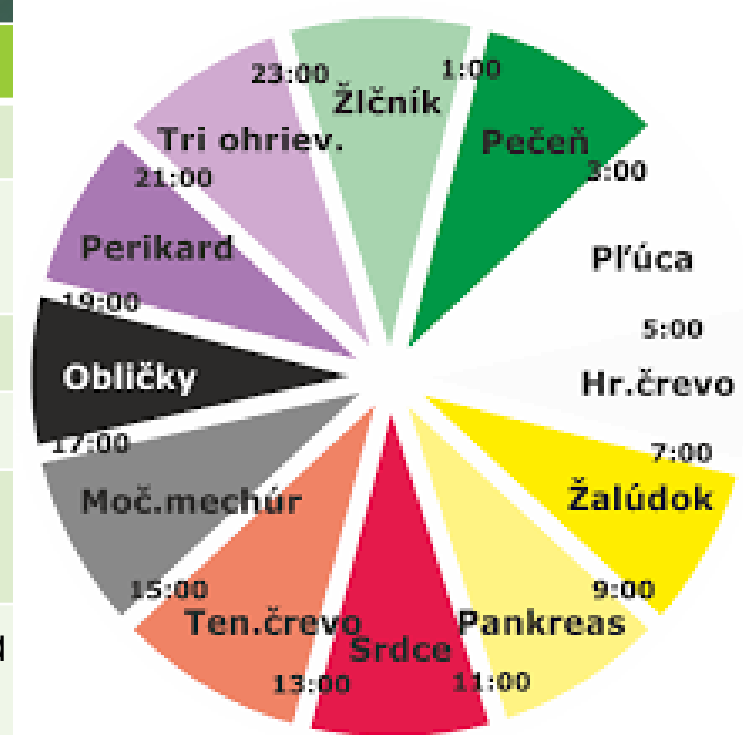 23:00
Žlčník
1:00
Pečeň
3:00
Pľúca
5:00
Hr.črevo
7:00
Žalúdok
9:00
Pankreas
11:00
Srdce
13:00
Ten.črevo
15:00
Moč.mechúr
17:00
Obličky
19:00
Perikard
21:00
Tri ohriev.